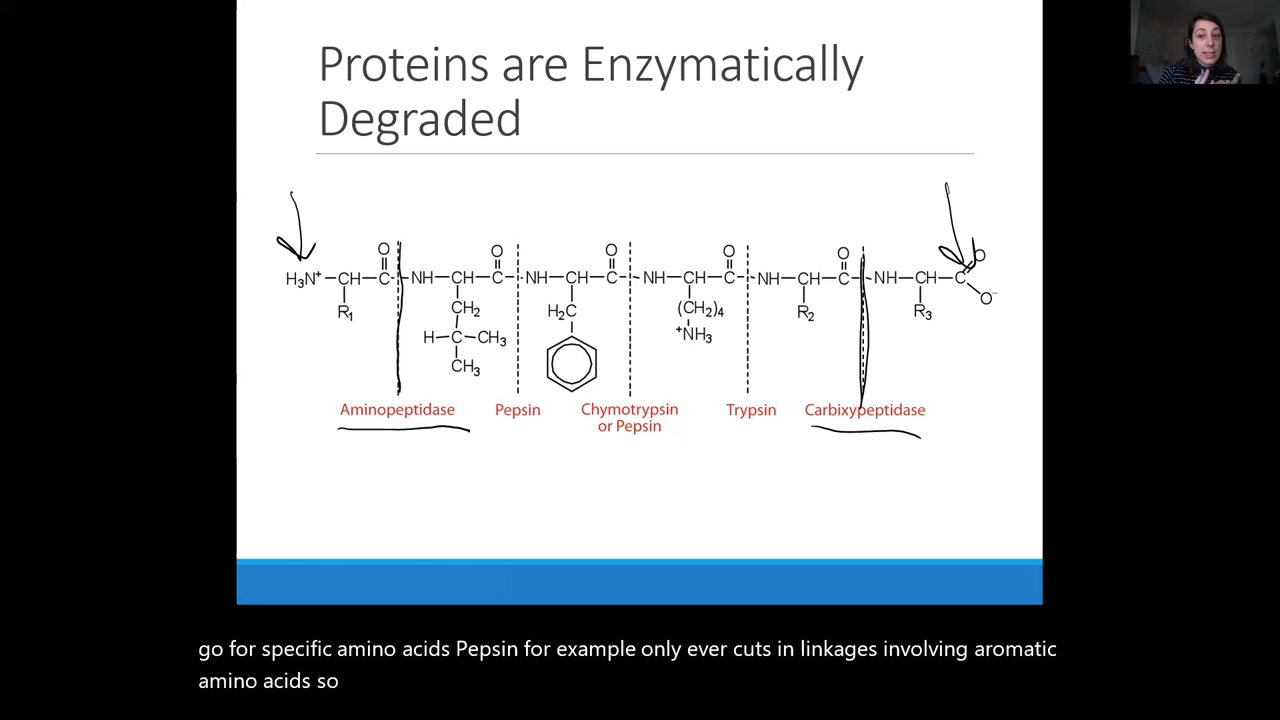 Proteins are Enzymatically
Degraded
O O O O O O
H₃N⁺ CH C NH CH C NH CH C NH CH C NH CH C NH CH C
R₁ CH₂ H₂C (CH₂)₄ R₂ R₃ O⁻
H C CH₃ ⁺NH₃
CH₃
Aminopeptidase Pepsin Chymotrypsin Trypsin Carbixypeptidase
or Pepsin
go for specific amino acids Pepsin for example only ever cuts in linkages involving aromatic
amino acids so